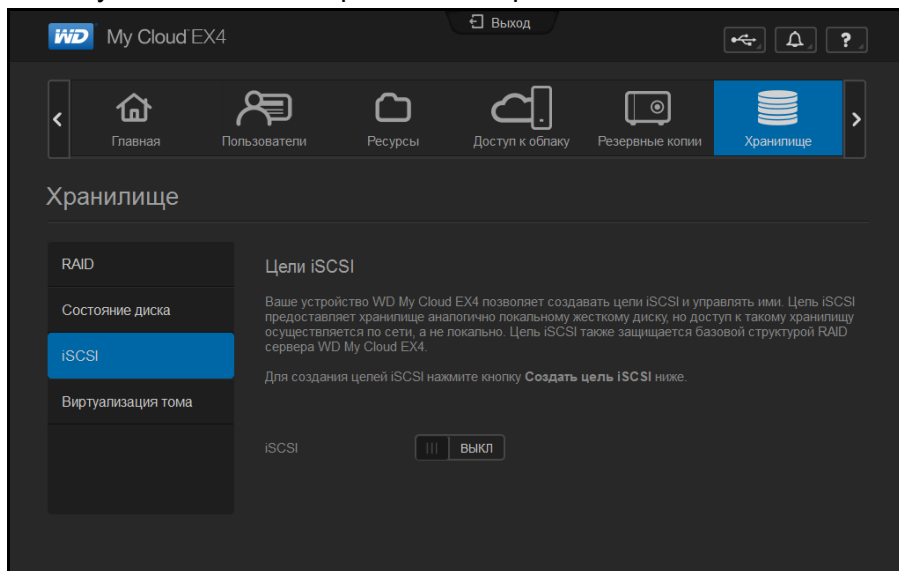 Выход
WD My Cloud EX4
?
Главная
Пользователи
Ресурсы
Доступ к облаку
Резервные копии
Хранилище
Хранилище
RAID
Состояние диска
iSCSI
Виртуализация тома
Цели iSCSI
Ваше устройство WD My Cloud EX4 позволяет создавать цели iSCSI и управлять ими. Цель iSCSI
предоставляет хранилище аналогично локальному жесткому диску, но доступ к такому хранилищу
осуществляется по сети, а не локально. Цель iSCSI также защищается базовой структурой RAID
сервера WD My Cloud EX4.
Для создания целей iSCSI нажмите кнопку Создать цель iSCSI ниже.
iSCSI
ВЫКЛ